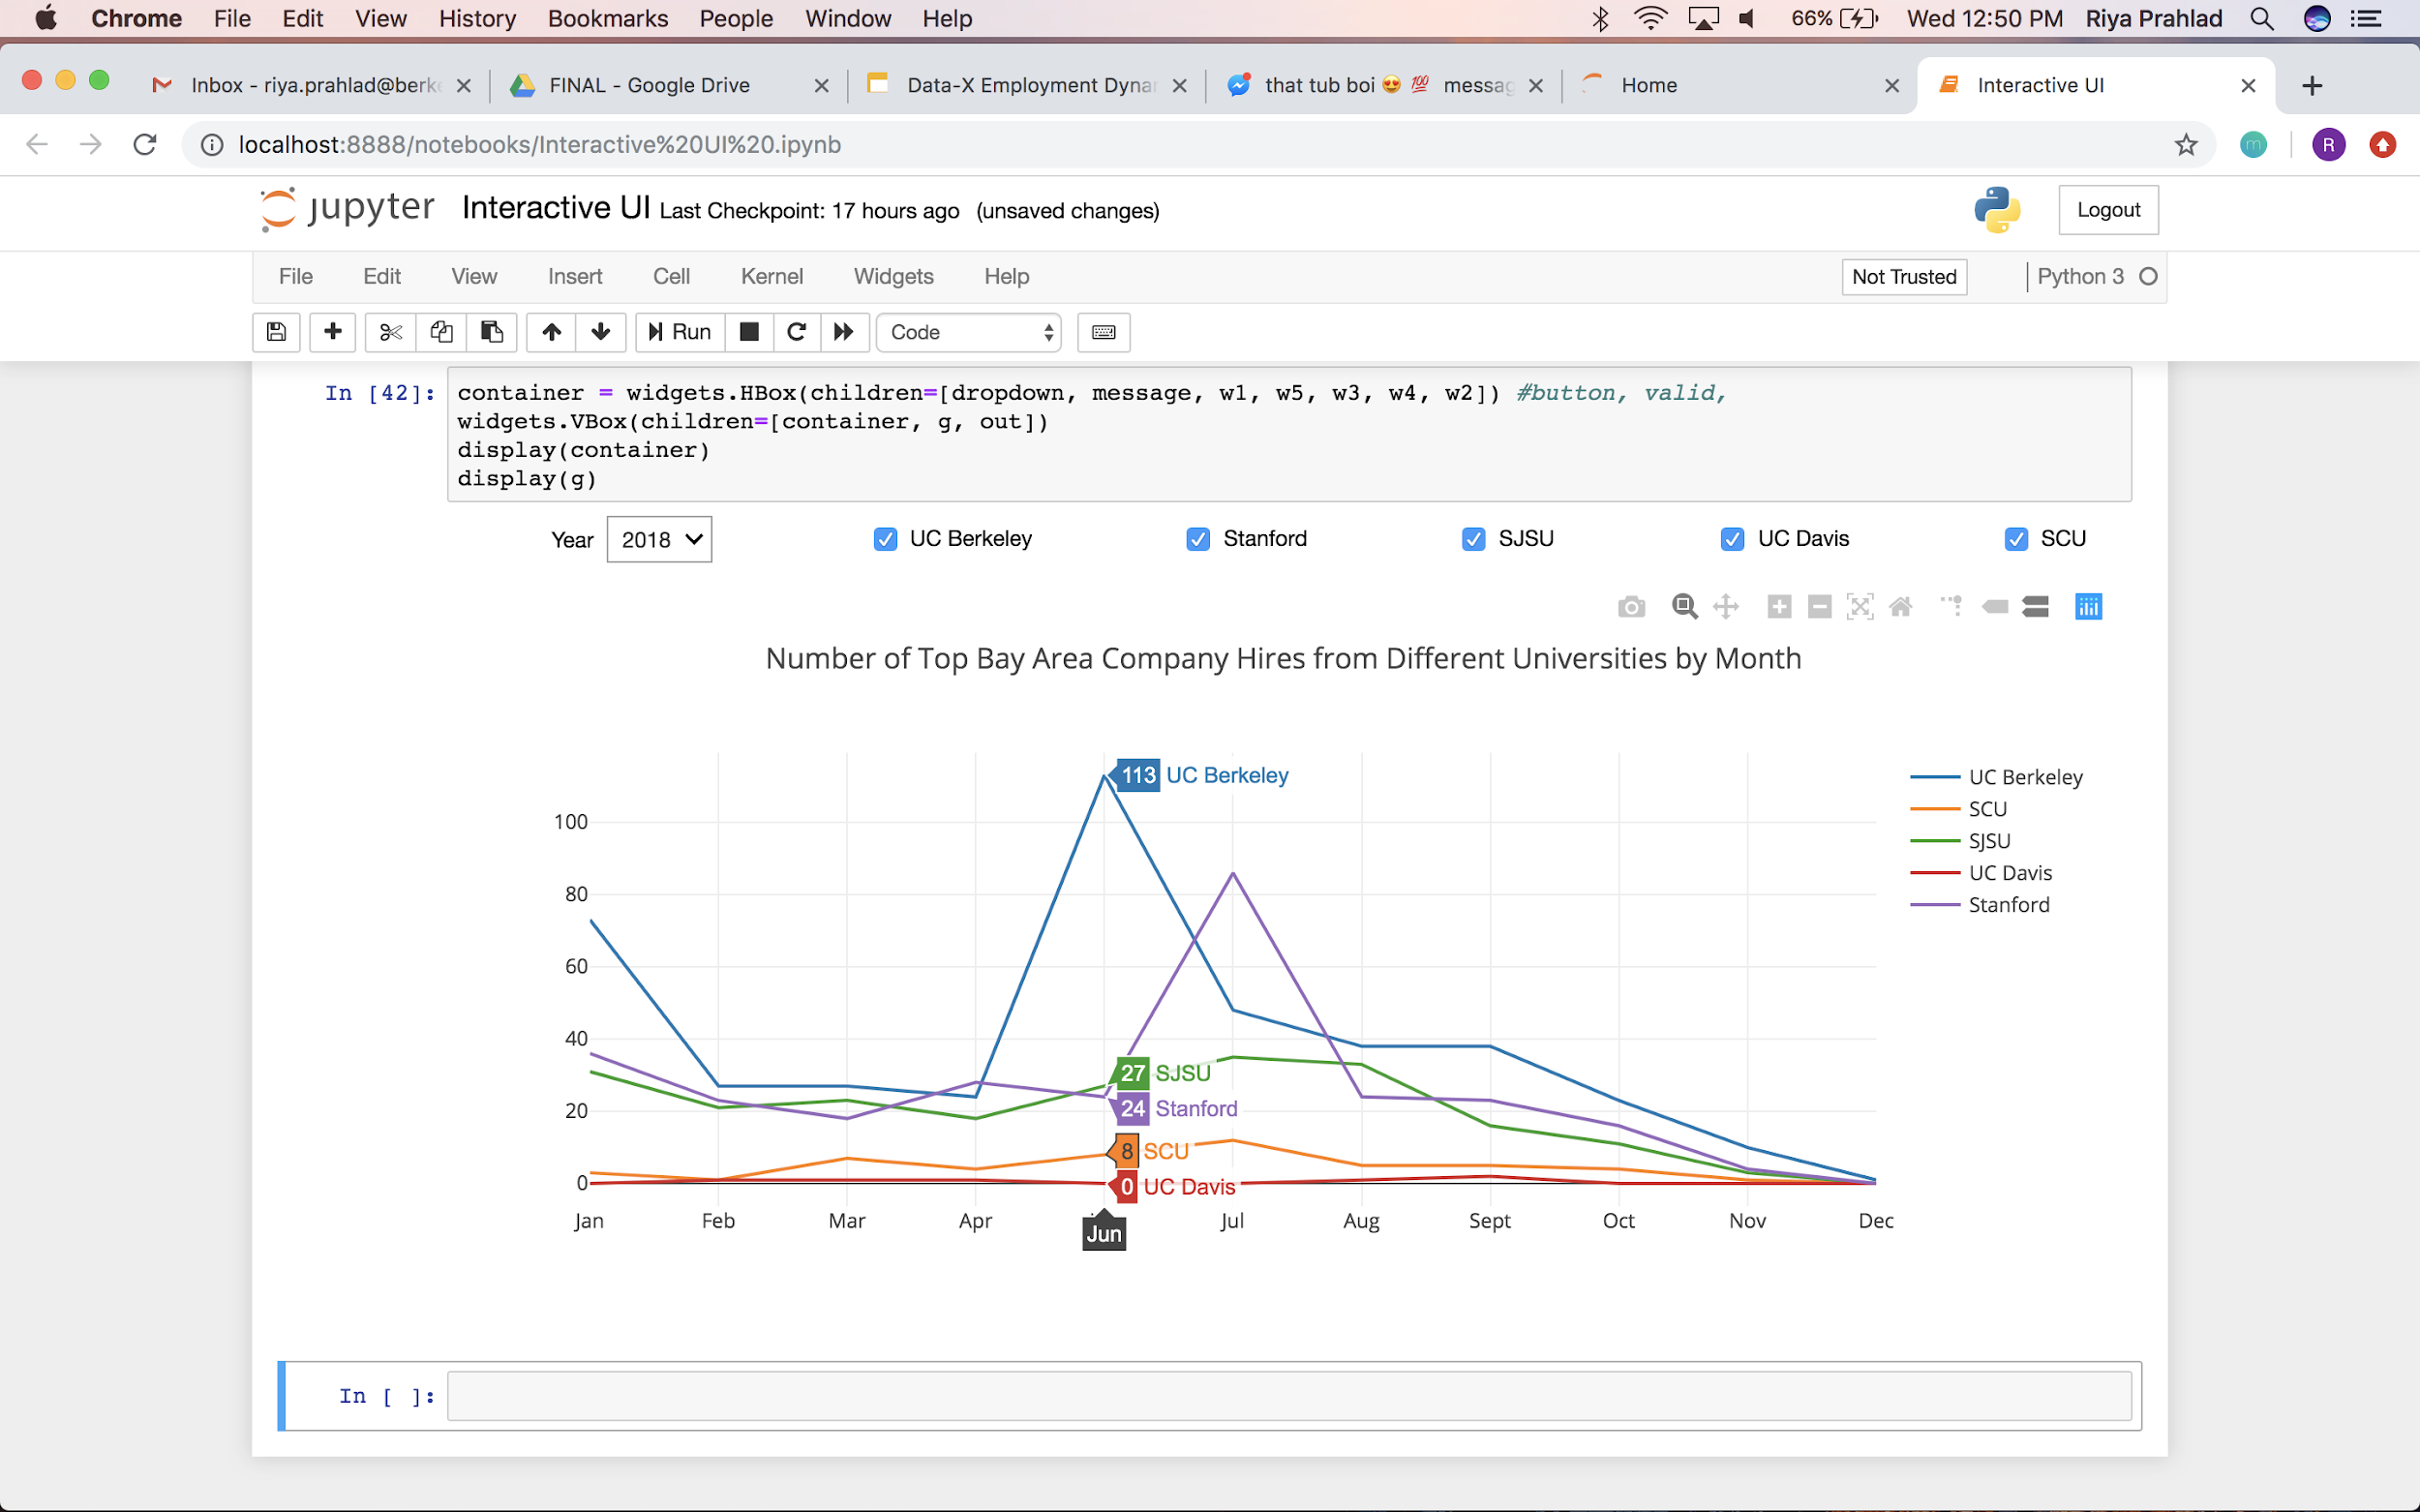 Chrome File Edit View History Bookmarks People Window Help 66% Wed 12:50 PM Riya Prahlad
Inbox - riya.prahlad@berk FINAL - Google Drive Data-X Employment Dyna that tub boi 😍 💯 messag Home Interactive UI
localhost:8888/notebooks/Interactive%20UI%20.ipynb m R
jupyter Interactive UI Last Checkpoint: 17 hours ago (unsaved changes) Logout
File Edit View Insert Cell Kernel Widgets Help Not Trusted Python 3
Run Code
In [42]: container = widgets.HBox(children=[dropdown, message, w1, w5, w3, w4, w2]) #button, valid,
widgets.VBox(children=[container, g, out])
display(container)
display(g)
Year 2018 UC Berkeley Stanford SJSU UC Davis SCU
Number of Top Bay Area Company Hires from Different Universities by Month
113 UC Berkeley
100
80
60
40
20
0
27 SJSU
24 Stanford
8 SCU
0 UC Davis
Jan Feb Mar Apr Jun Jul Aug Sept Oct Nov Dec
UC Berkeley
SCU
SJSU
UC Davis
Stanford
In [ ]: